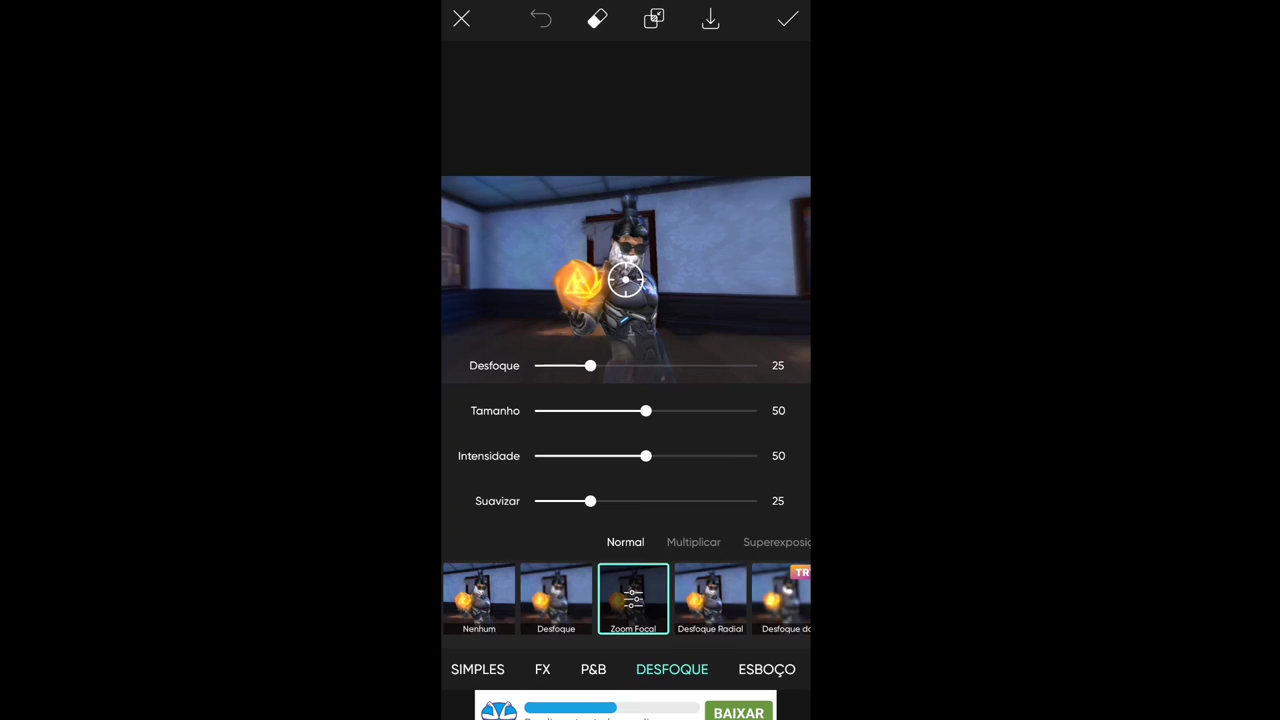 Desfoque 25
Tamanho 50
Intensidade 50
Suavizar 25
Normal Multiplicar
Nenhum Desfoque Zoom Focal Desfoque Radial Desfoque
TR
SIMPLES FX P&B DESFOQUE ESBOÇO
BAIXAR